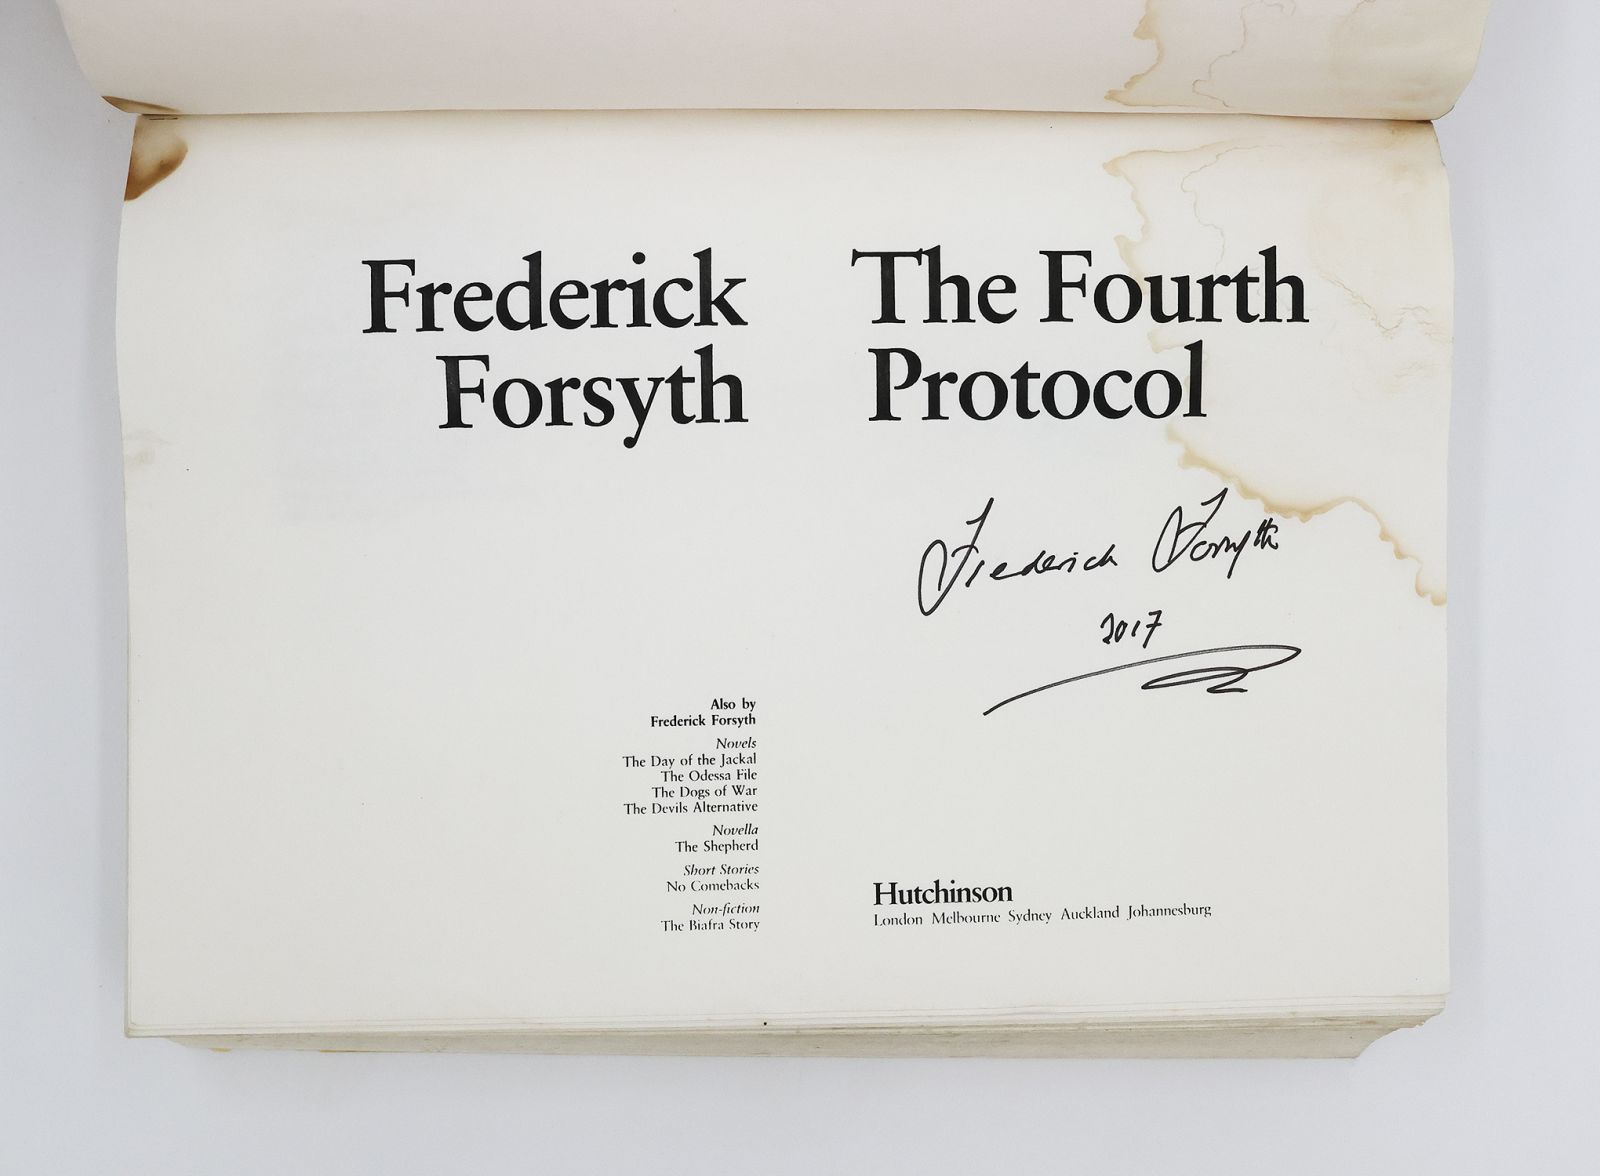 Frederick
Forsyth
The Fourth
Protocol
Frederick Forsyth
2017
Also by
Frederick Forsyth
Novels
The Day of the Jackal
The Odessa File
The Dogs of War
The Devils Alternative
Novella
The Shepherd
Short Stories
No Comebacks
Non-fiction
The Biafra Story
Hutchinson
London Melbourne Sydney Auckland Johannesburg